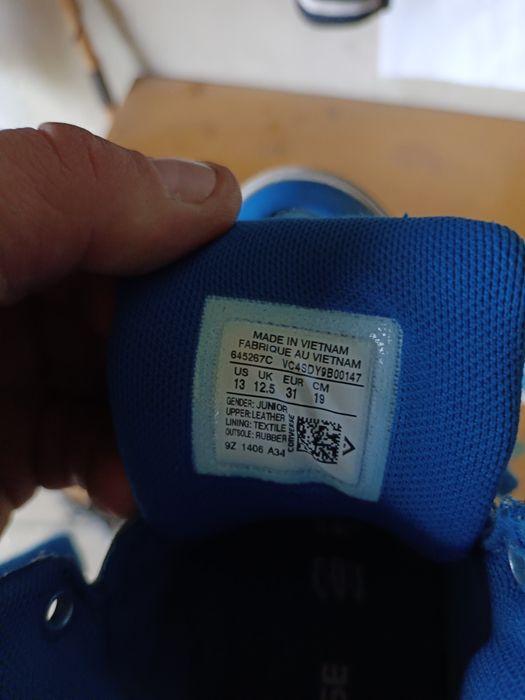 MADE IN VIETNAM
FABRIQUE AU VIETNAM
645267C VC4SDY9B00147
US UK EUR CM
13 12.5 31 19
GENDER: JUNIOR
UPPER: LEATHER
LINING: TEXTILE
OUTSOLE: RUBBER
9Z 1406 A34
CONVERSE